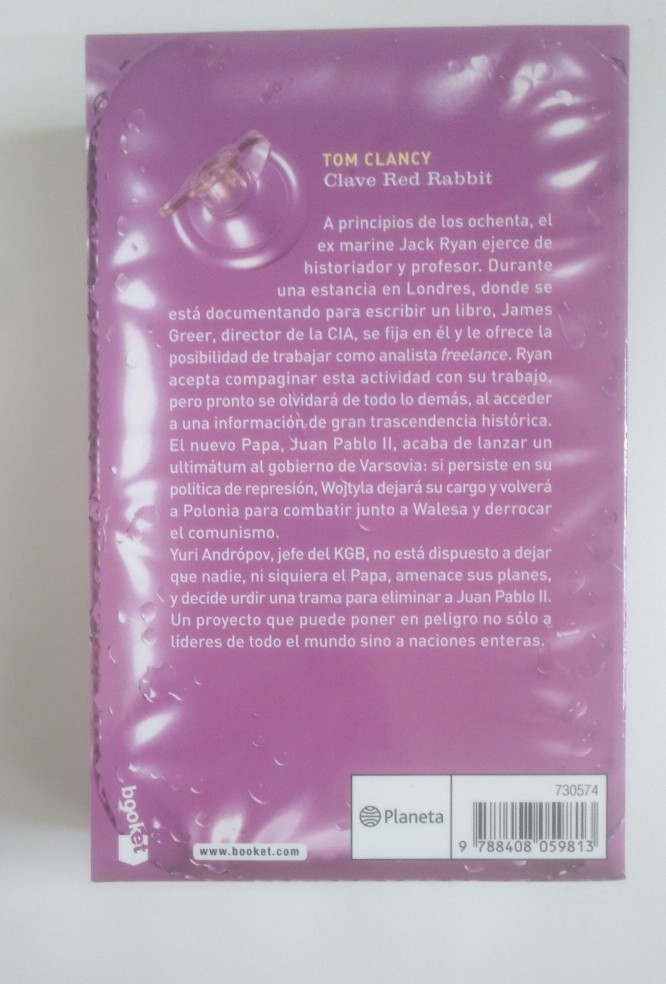 TOM CLANCY
Clave Red Rabbit
A principios de los ochenta, el
ex marine Jack Ryan ejerce de
historiador y profesor. Durante
una estancia en Londres, donde se
está documentando para escribir un libro, James
Greer, director de la CIA, se fija en él y le ofrece la
posibilidad de trabajar como analista freelance. Ryan
acepta compaginar esta actividad con su trabajo,
pero pronto se olvidará de todo lo demás, al acceder
a una información de gran trascendencia histórica.
El nuevo Papa, Juan Pablo II, acaba de lanzar un
ultimátum al gobierno de Varsovia: si persiste en su
política de represión, Wojtyla dejará su cargo y volverá
a Polonia para combatir junto a Walesa y derrocar
el comunismo.
Yuri Andrópov, jefe del KGB, no está dispuesto a dejar
que nadie, ni siquiera el Papa, amenace sus planes,
y decide urdir una trama para eliminar a Juan Pablo II.
Un proyecto que puede poner en peligro no sólo a
líderes de todo el mundo sino a naciones enteras.
booket
www.booket.com
Planeta
730574
9 788408 059813